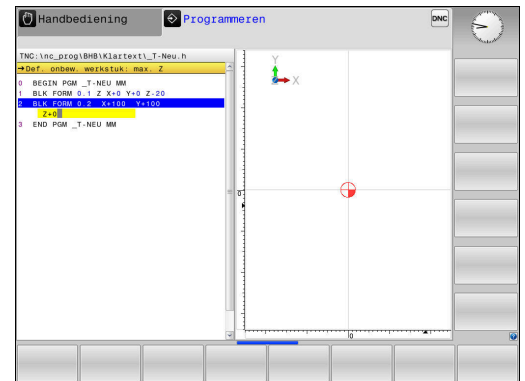 Handbediening
Programmeren
DNC
TNC:\nc_prog\BHB\Klartext\_T-Neu.h
→Def. onbew. werkstuk: max. Z
0 BEGIN PGM _T-NEU MM
1 BLK FORM 0.1 Z X+0 Y+0 Z-20
2 BLK FORM 0.2 X+100 Y+100
Z+0
3 END PGM _T-NEU MM
Y
Z X
0
0